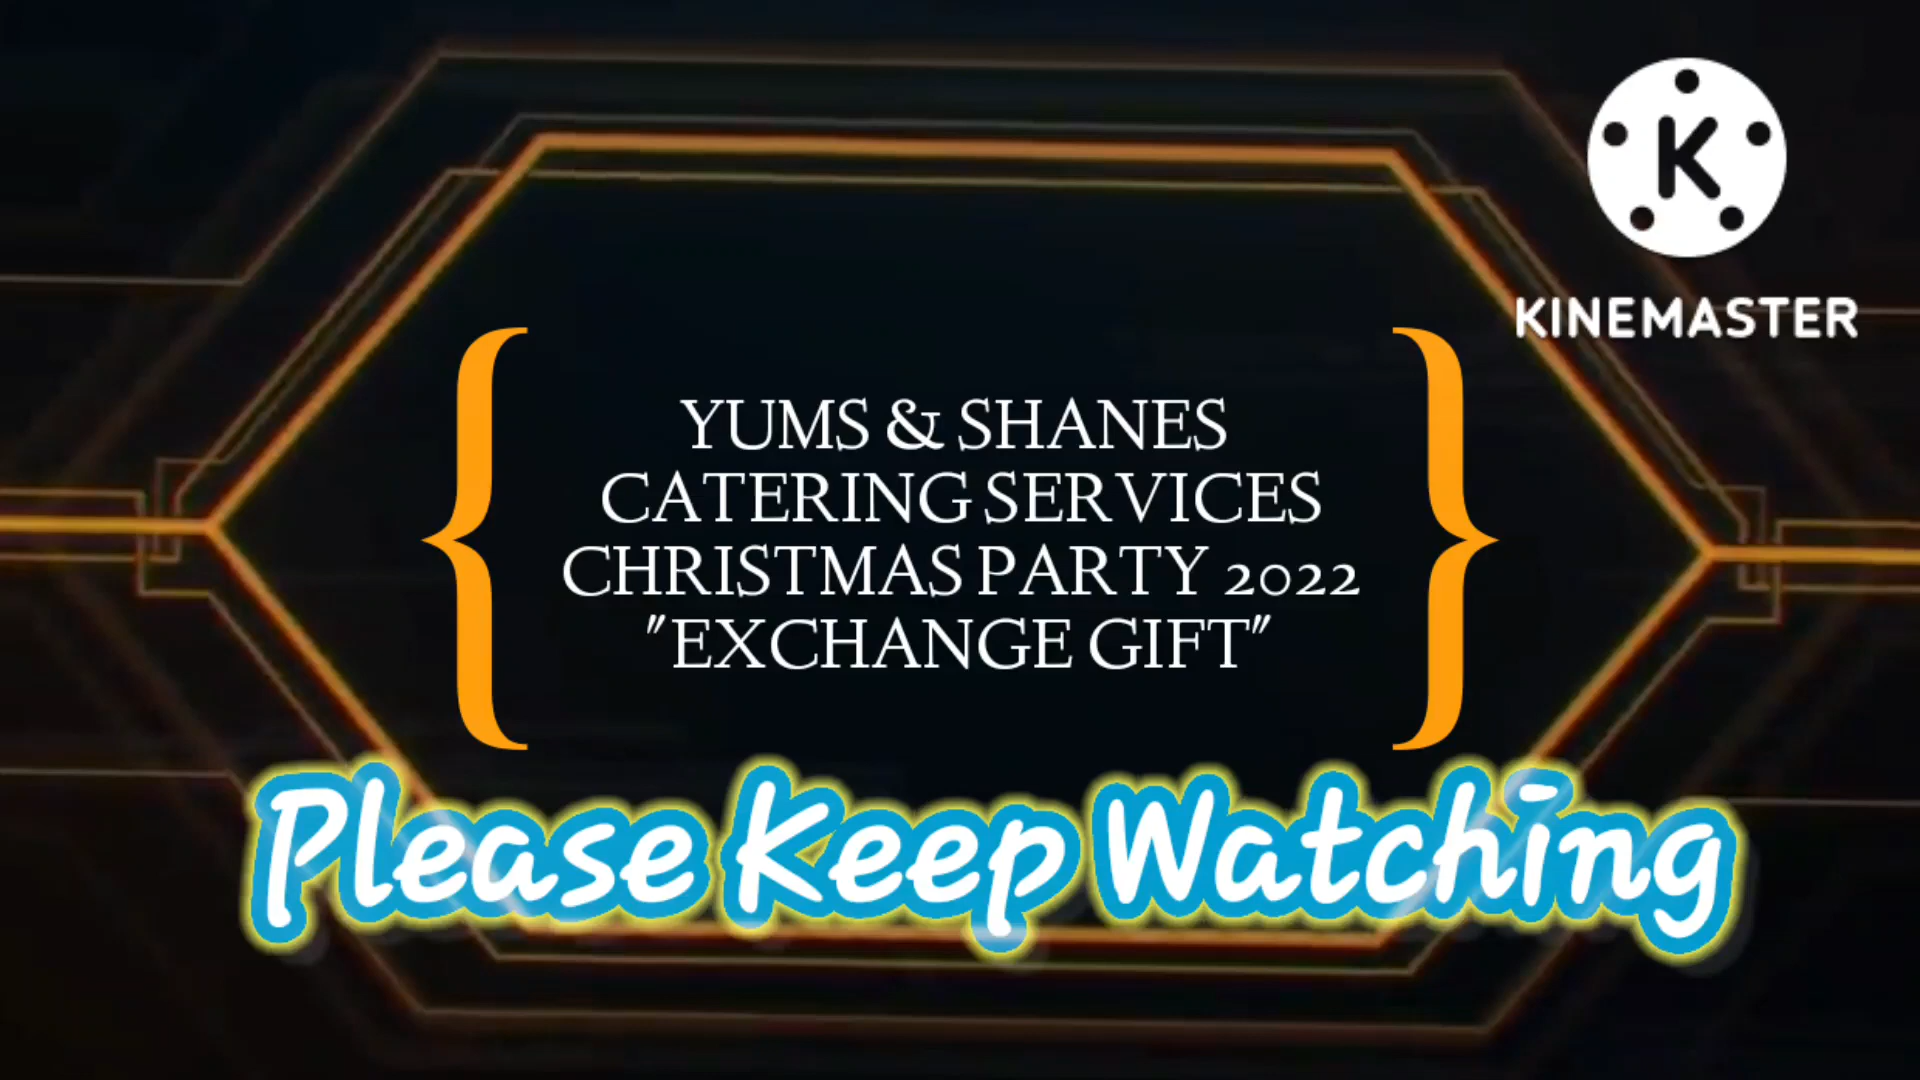 K
KINEMASTER
YUMS & SHANES
CATERING SERVICES
CHRISTMAS PARTY 2022
"EXCHANGE GIFT"
Please Keep Watching